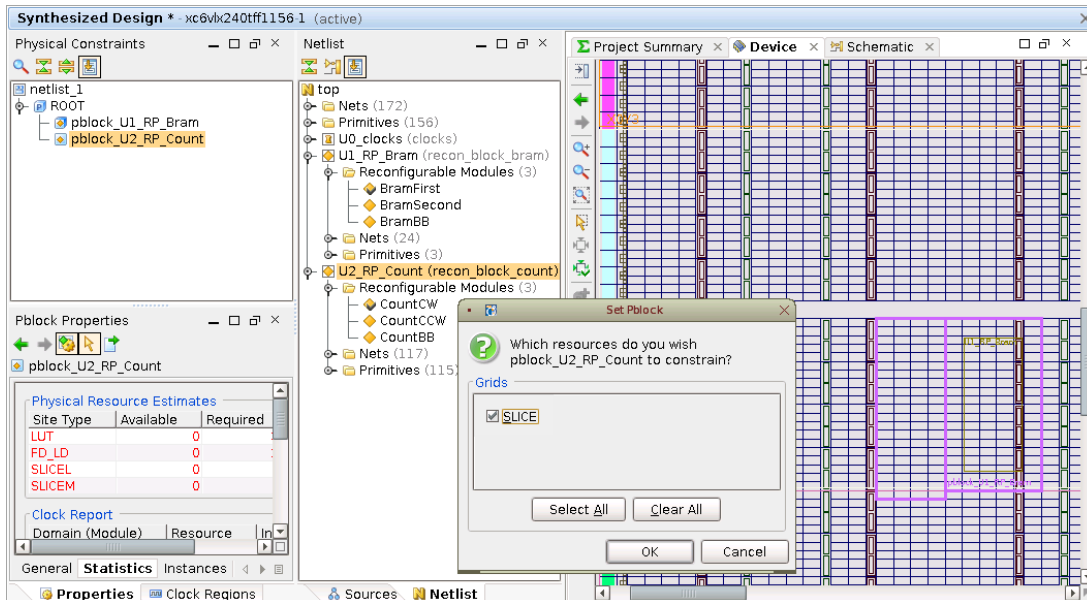 Synthesized Design * - xc6vlx240tff1156-1 (active)
Physical Constraints
netlist_1
ROOT
pblock_U1_RP_Bram
pblock_U2_RP_Count
Pblock Properties
pblock_U2_RP_Count
Physical Resource Estimates
Site Type Available Required
LUT 0
FD_LD 0
SLICEL 0
SLICEM 0
Clock Report
Domain (Module) Resource In
General Statistics Instances
Properties Clock Regions
Netlist
top
Nets (172)
Primitives (156)
U0_clocks (clocks)
U1_RP_Bram (recon_block_bram)
Reconfigurable Modules (3)
BramFirst
BramSecond
BramBB
Nets (24)
Primitives (3)
U2_RP_Count (recon_block_count)
Reconfigurable Modules (3)
CountCW
CountCCW
CountBB
Nets (117)
Primitives (115)
Sources Netlist
Project Summary Device Schematic
U1_RP_Bram
Set Pblock
Which resources do you wish
pblock_U2_RP_Count to constrain?
Grids
SLICE
Select All Clear All
OK Cancel